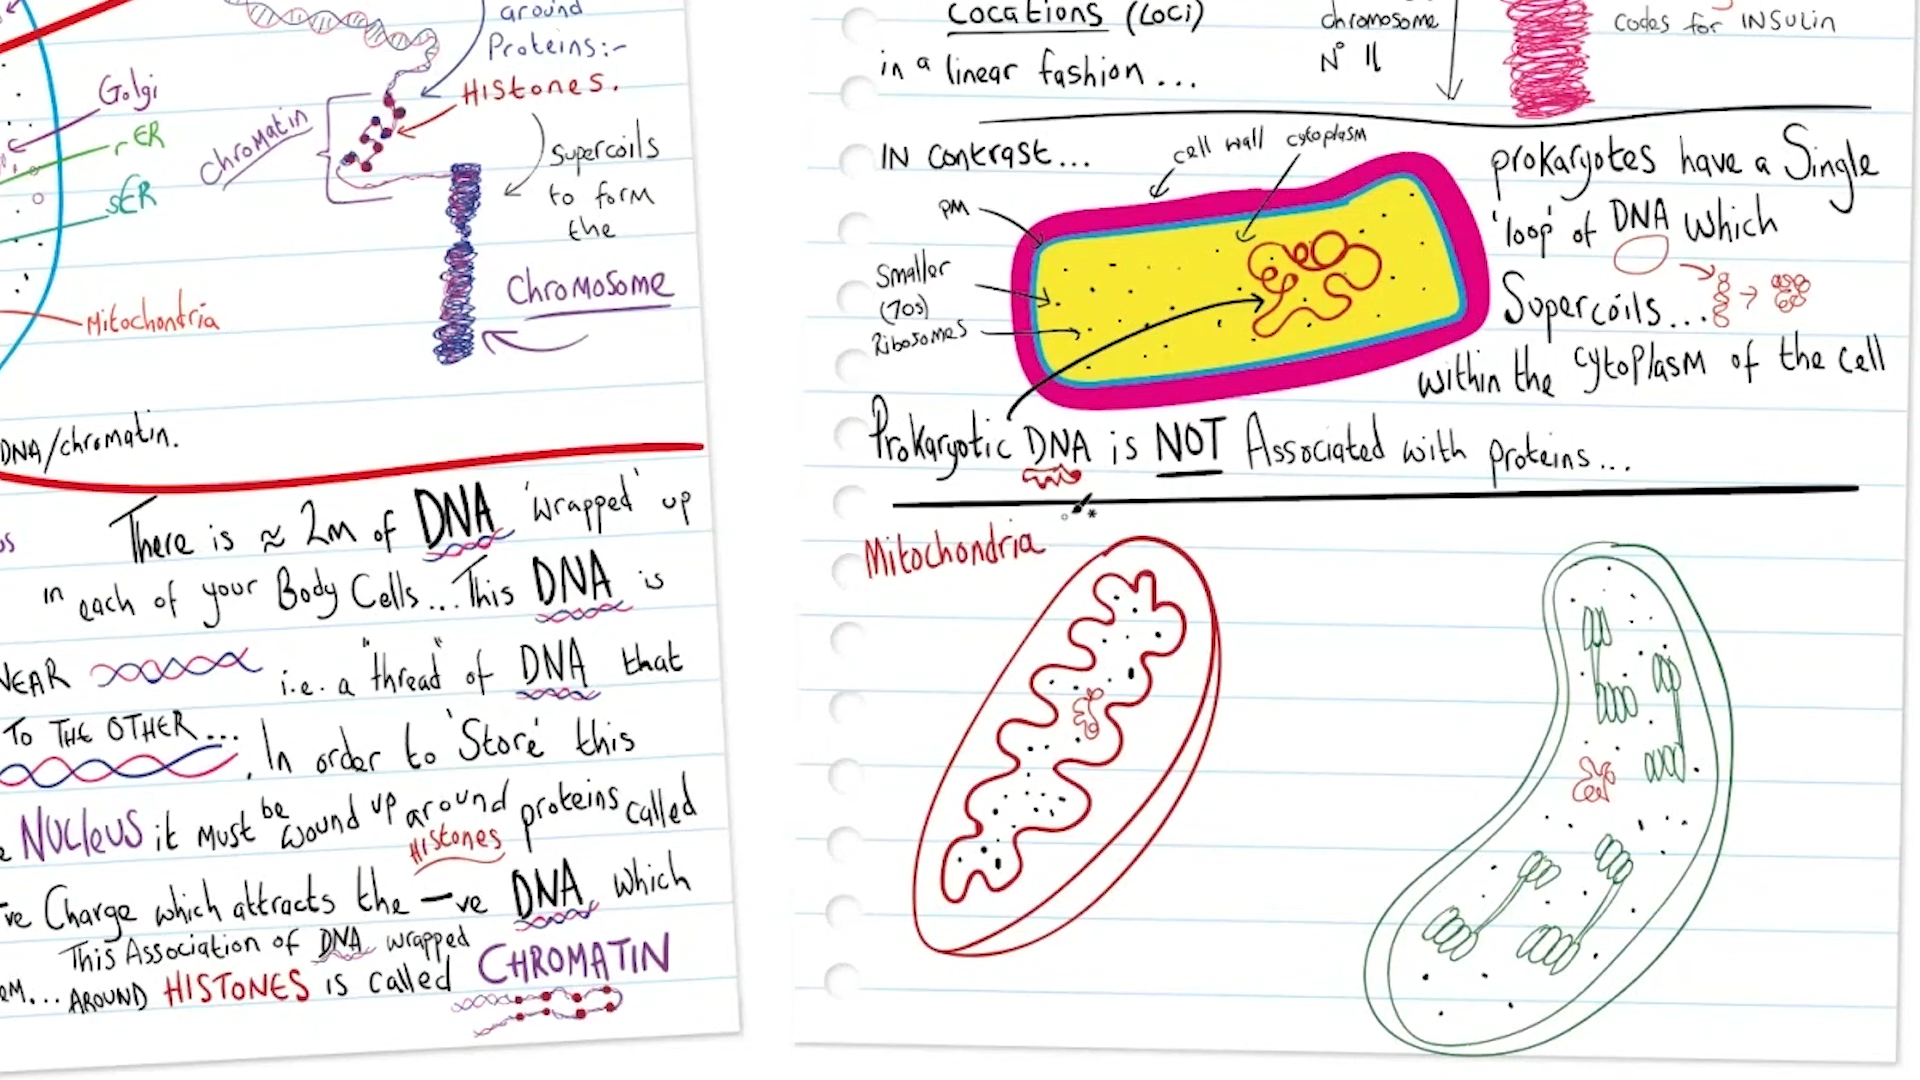 around
Proteins:-
Histones.
Golgi
rER
sER
Chromatin
Supercoils
to form
the
Chromosome
Mitochondria
DNA/chromatin.
There is ≈ 2m of DNA 'wrapped' up
in each of your Body Cells... This DNA is
i.e. a "thread" of DNA that
TO THE OTHER...
. In order to 'Store' this
NUCLEUS it must be wound up around proteins called
Histones
ve Charge which attracts the -ve DNA, which
This Association of DNA wrapped
AROUND HISTONES is called CHROMATIN
Locations (Loci)
in a linear fashion...
chromosome
Nº 11
codes for INSULIN
IN contrast...
cell wall
cytoplasm
PM
Smaller
(70s)
Ribosomes
prokaryotes have a Single
'loop' of DNA which
Supercoils...
within the cytoplasm of the cell
Prokaryotic DNA is NOT Associated with proteins...
Mitochondria